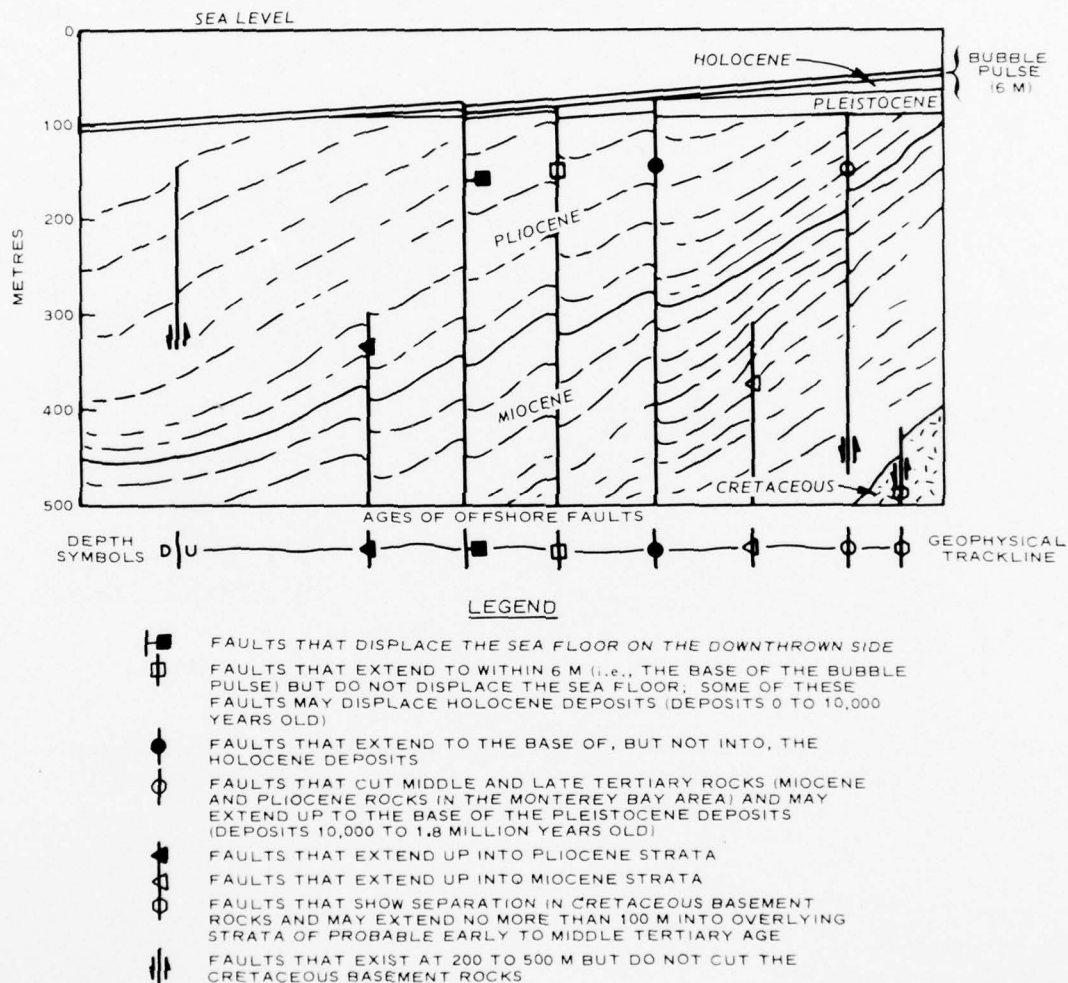 SEA LEVEL
0
HOLOCENE
BUBBLE
PULSE
(6 M)
PLEISTOCENE
100
200
PLIOCENE
METRES
300
MIOCENE
400
CRETACEOUS
500
AGES OF OFFSHORE FAULTS
DEPTH
SYMBOLS
D U
GEOPHYSICAL
TRACKLINE
LEGEND
FAULTS THAT DISPLACE THE SEA FLOOR ON THE DOWNTHROWN SIDE
FAULTS THAT EXTEND TO WITHIN 6 M (i.e., THE BASE OF THE BUBBLE
PULSE) BUT DO NOT DISPLACE THE SEA FLOOR; SOME OF THESE
FAULTS MAY DISPLACE HOLOCENE DEPOSITS (DEPOSITS 0 TO 10,000
YEARS OLD)
FAULTS THAT EXTEND TO THE BASE OF, BUT NOT INTO, THE
HOLOCENE DEPOSITS
FAULTS THAT CUT MIDDLE AND LATE TERTIARY ROCKS (MIOCENE
AND PLIOCENE ROCKS IN THE MONTEREY BAY AREA) AND MAY
EXTEND UP TO THE BASE OF THE PLEISTOCENE DEPOSITS
(DEPOSITS 10,000 TO 1.8 MILLION YEARS OLD)
FAULTS THAT EXTEND UP INTO PLIOCENE STRATA
FAULTS THAT EXTEND UP INTO MIOCENE STRATA
FAULTS THAT SHOW SEPARATION IN CRETACEOUS BASEMENT
ROCKS AND MAY EXTEND NO MORE THAN 100 M INTO OVERLYING
STRATA OF PROBABLE EARLY TO MIDDLE TERTIARY AGE
FAULTS THAT EXIST AT 200 TO 500 M BUT DO NOT CUT THE
CRETACEOUS BASEMENT ROCKS